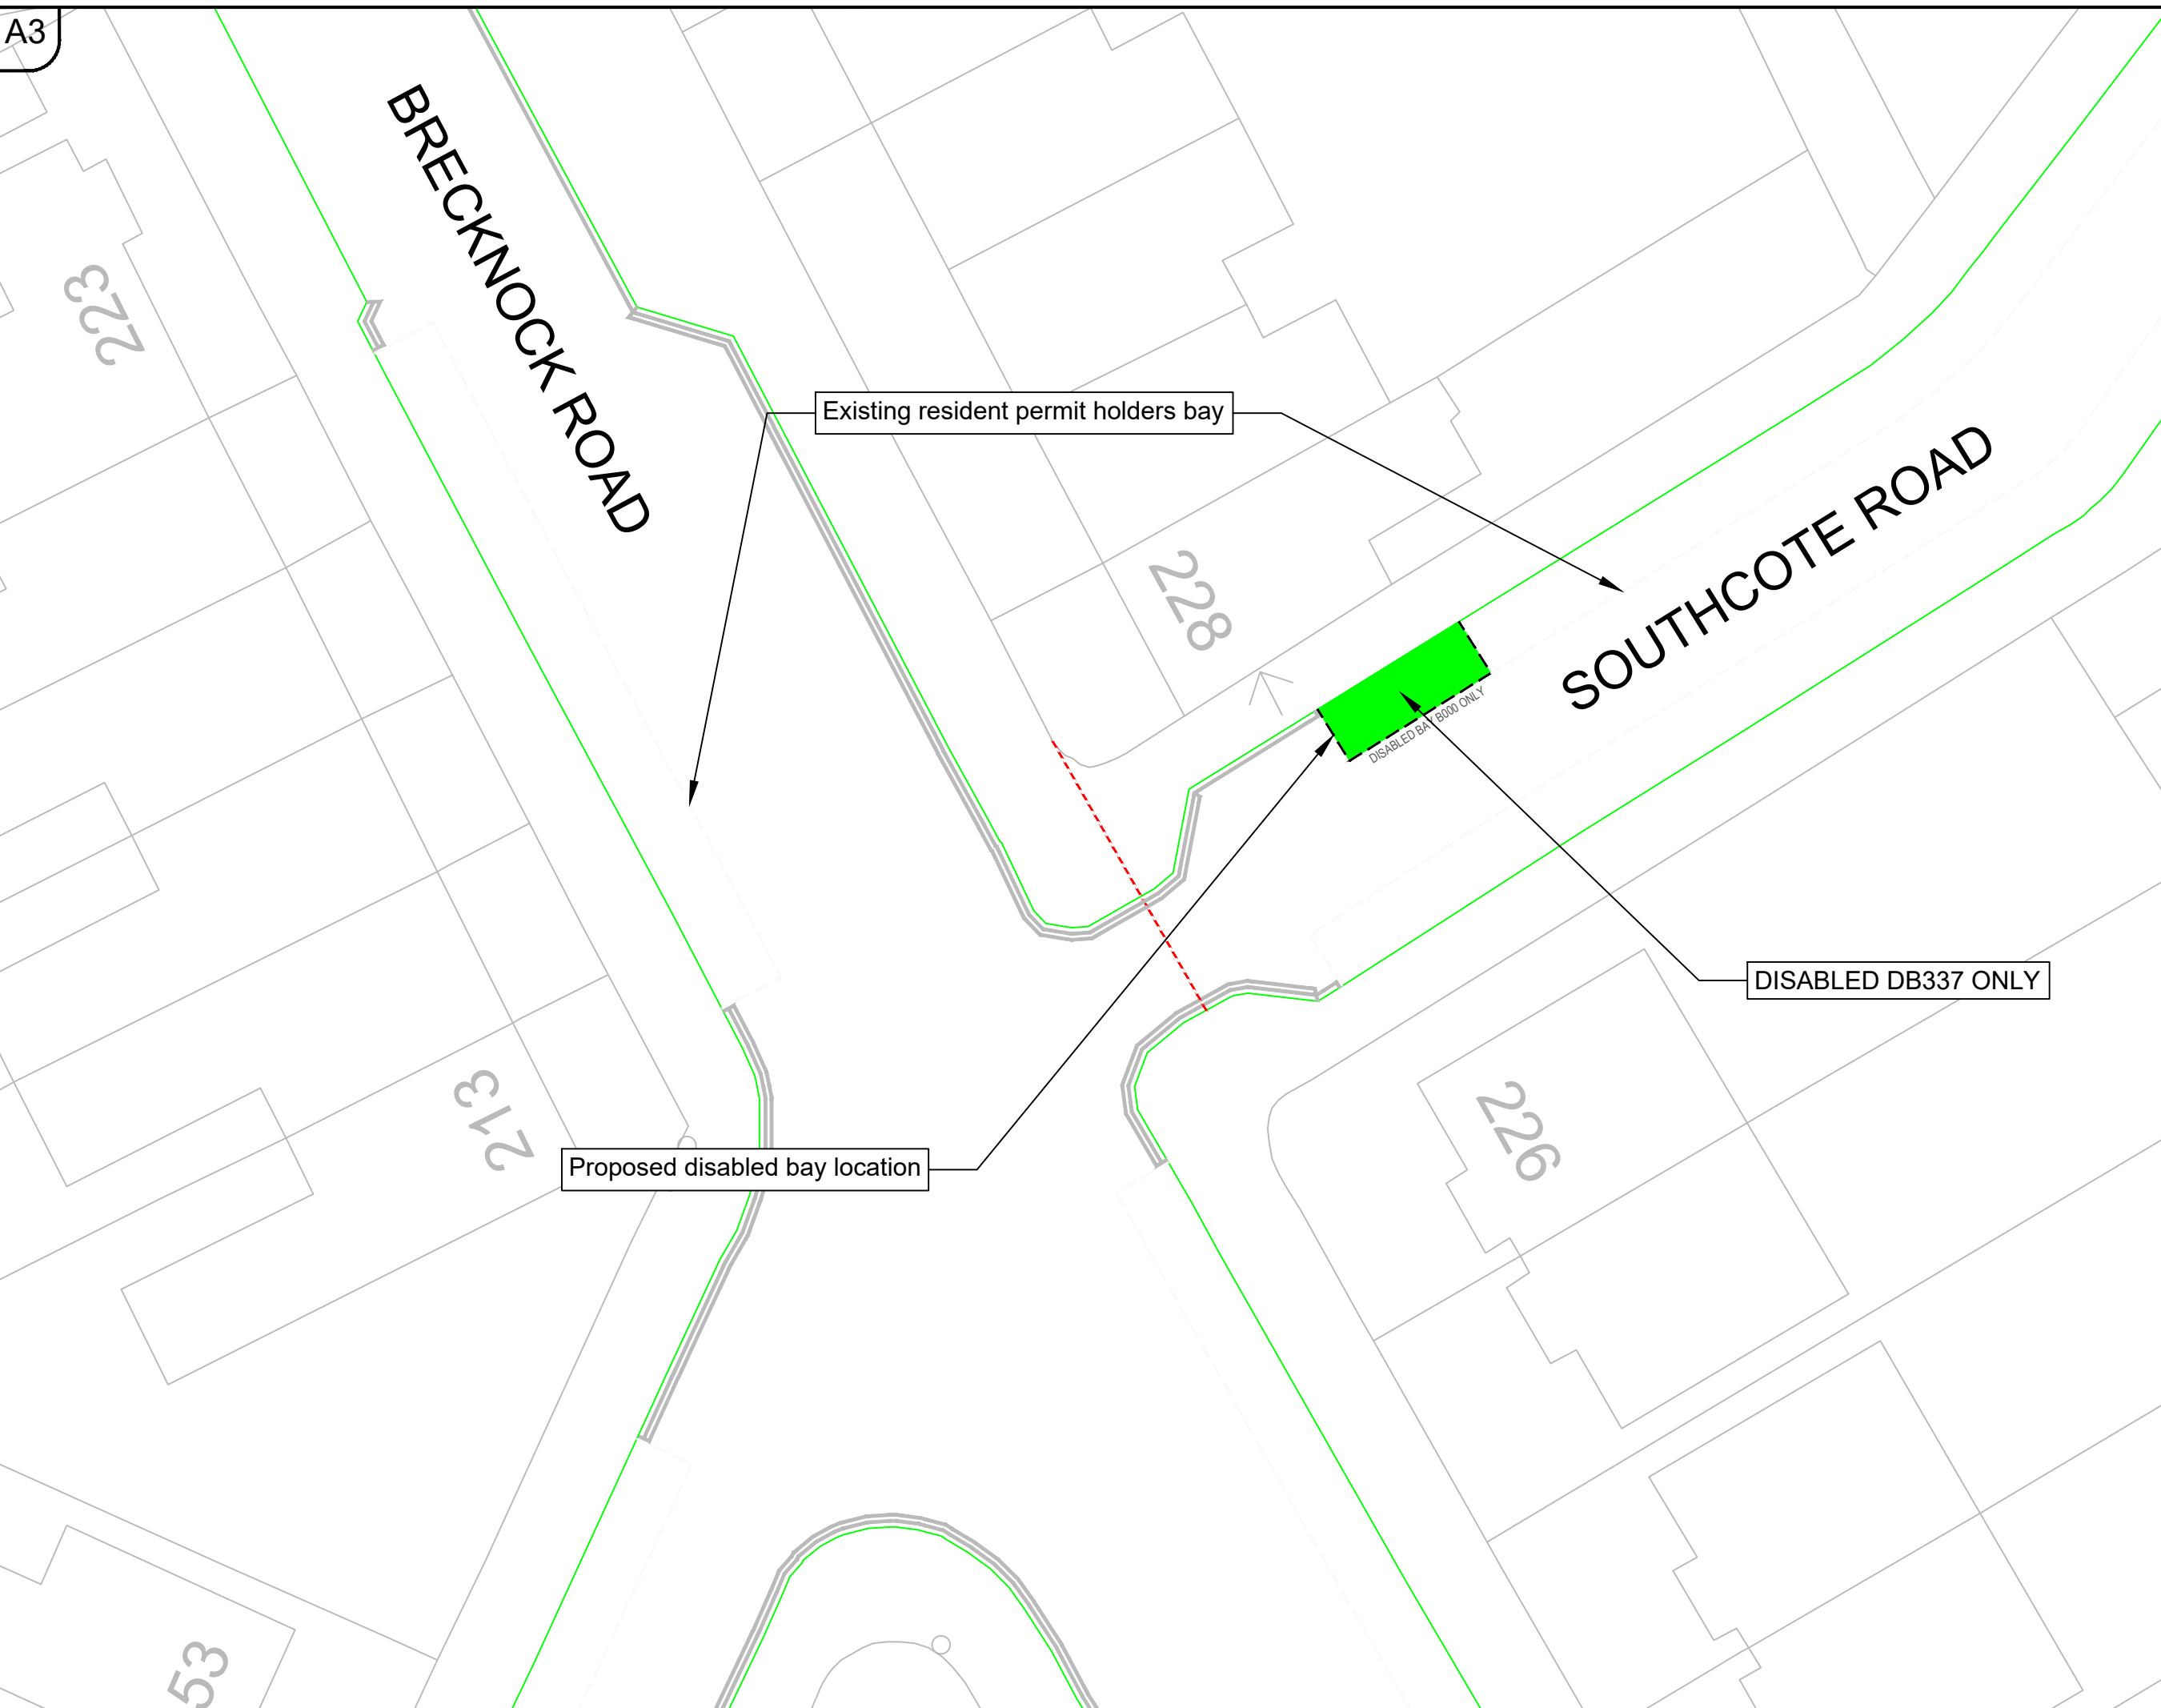 A3
BRECKNOCK ROAD
223
Existing resident permit holders bay
SOUTHCOTE ROAD
228
DISABLED BAY B000 ONLY
DISABLED DB337 ONLY
213
Proposed disabled bay location
226
53